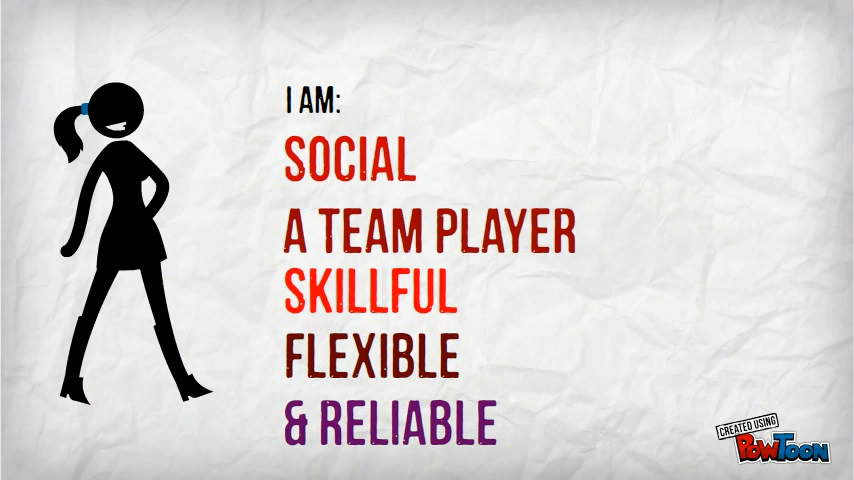 I AM:
SOCIAL
A TEAM PLAYER
SKILLFUL
FLEXIBLE
& RELIABLE
CREATED USING
POWTOON